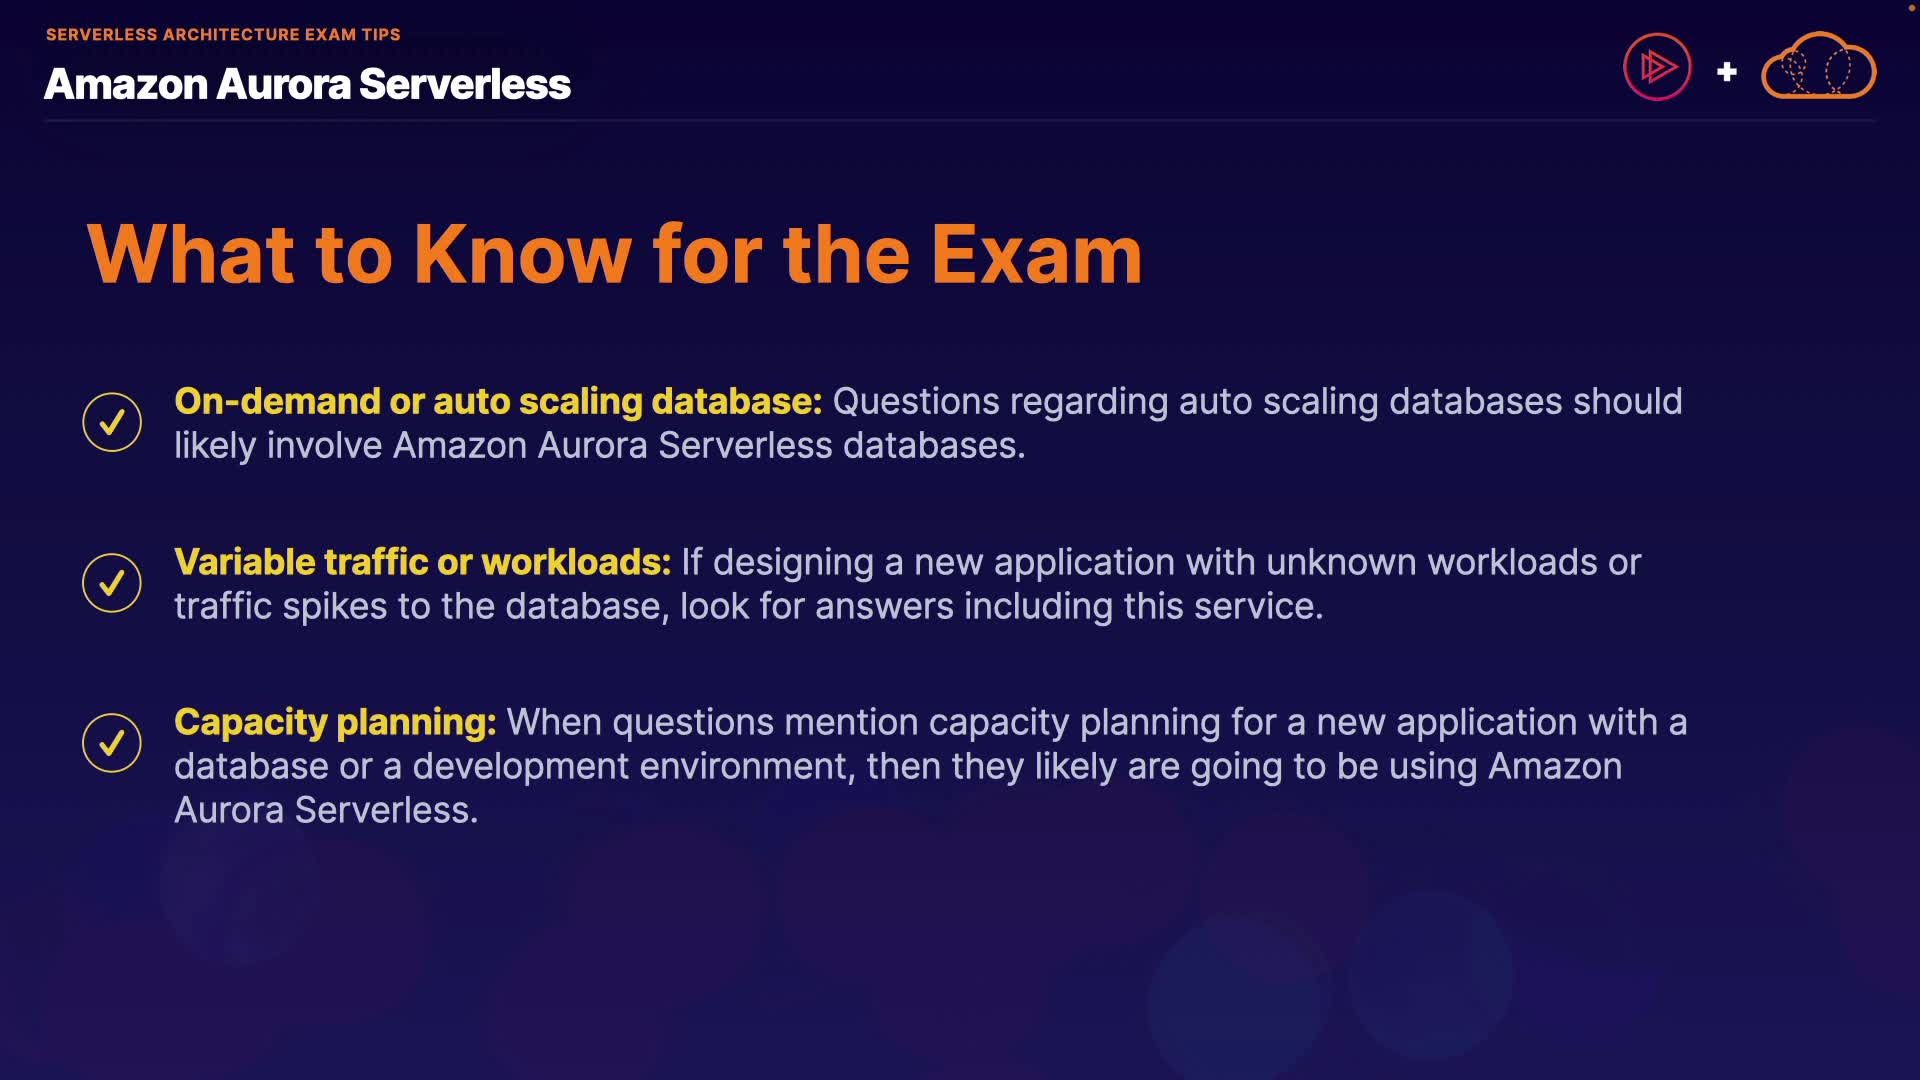 SERVERLESS ARCHITECTURE EXAM TIPS
Amazon Aurora Serverless
What to Know for the Exam
On-demand or auto scaling database: Questions regarding auto scaling databases should
likely involve Amazon Aurora Serverless databases.
Variable traffic or workloads: If designing a new application with unknown workloads or
traffic spikes to the database, look for answers including this service.
Capacity planning: When questions mention capacity planning for a new application with a
database or a development environment, then they likely are going to be using Amazon
Aurora Serverless.